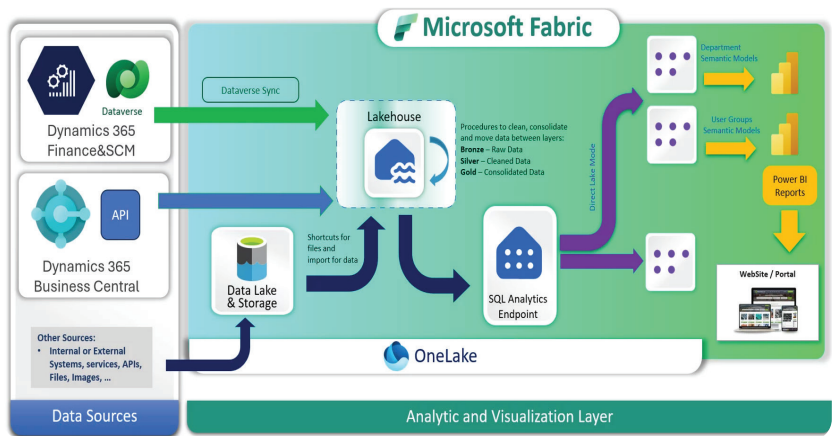 Microsoft Fabric
Dataverse
Dynamics 365
Finance&SCM
API
Dynamics 365
Business Central
Other Sources:
• Internal or External
Systems, services, APIs,
Files, Images, ...
Data Sources
Dataverse Sync
Lakehouse
Procedures to clean, consolidate
and move data between layers:
Bronze – Raw Data
Silver – Cleaned Data
Gold – Consolidated Data
Shortcuts for
files and
import for data
Data Lake
& Storage
SQL Analytics
Endpoint
Direct Lake Mode
Department
Semantic Models
User Groups
Semantic Models
Power BI
Reports
WebSite / Portal
OneLake
Analytic and Visualization Layer